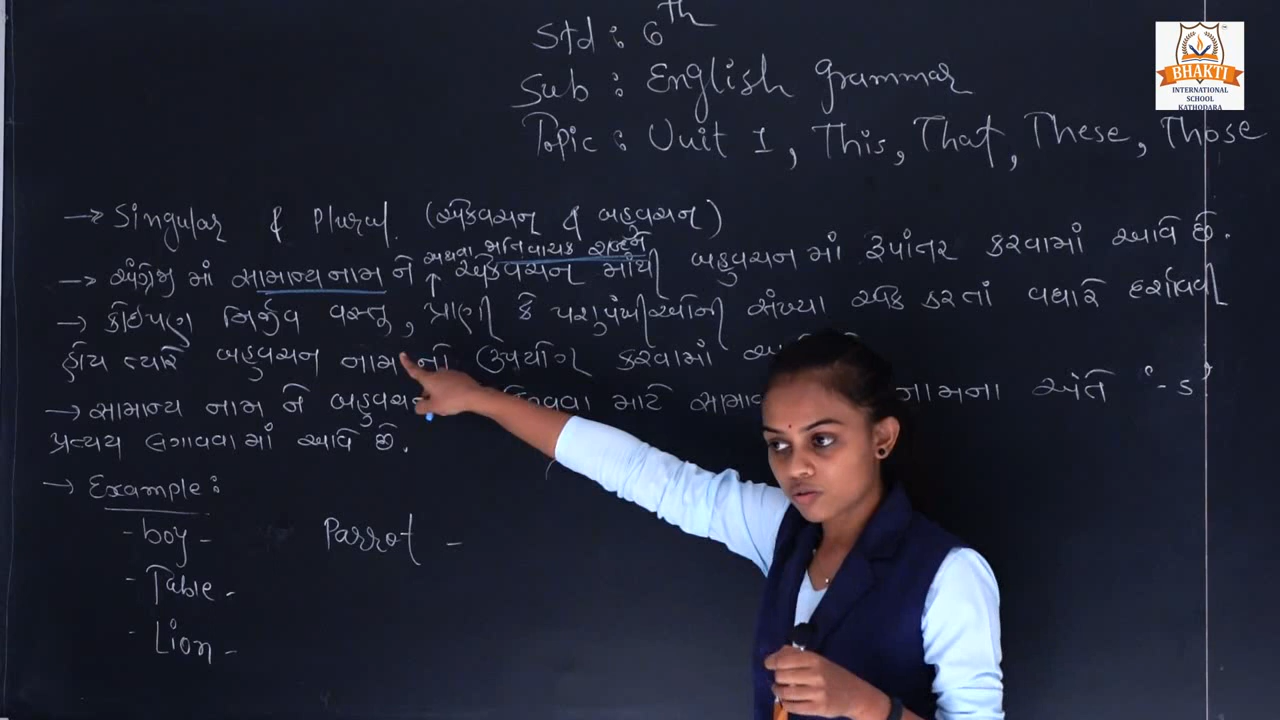 Std : 6th
Sub : English grammar
Topic : Unit 1, This, That, These, Those
BHAKTI
INTERNATIONAL
SCHOOL
KATHODARA
→ Singular & Plural (એકવચન & બહુવચન)
અથવા જાતિવાચક શબ્દને
→ અંગ્રેજી માં સામાન્ય નામ ને ↑ એકવચન માંથી બહુવચન માં રૂપાંતર કરવામાં આવે છે.
→ કોઈપણ નિર્જીવ વસ્તુ, પ્રાણી કે પશુપંખીઓની સંખ્યા એક કરતાં વધારે દર્શાવવી
હોય ત્યારે બહુવચન નામ નો ઉપયોગ કરવામાં
→ સામાન્ય નામ ને બહુવચન માટે નામના અંતે '-s'
પ્રત્યય લગાવવા માં આવે છે.
→ Example :
- boy - Parrot -
- Table -
- Lion -